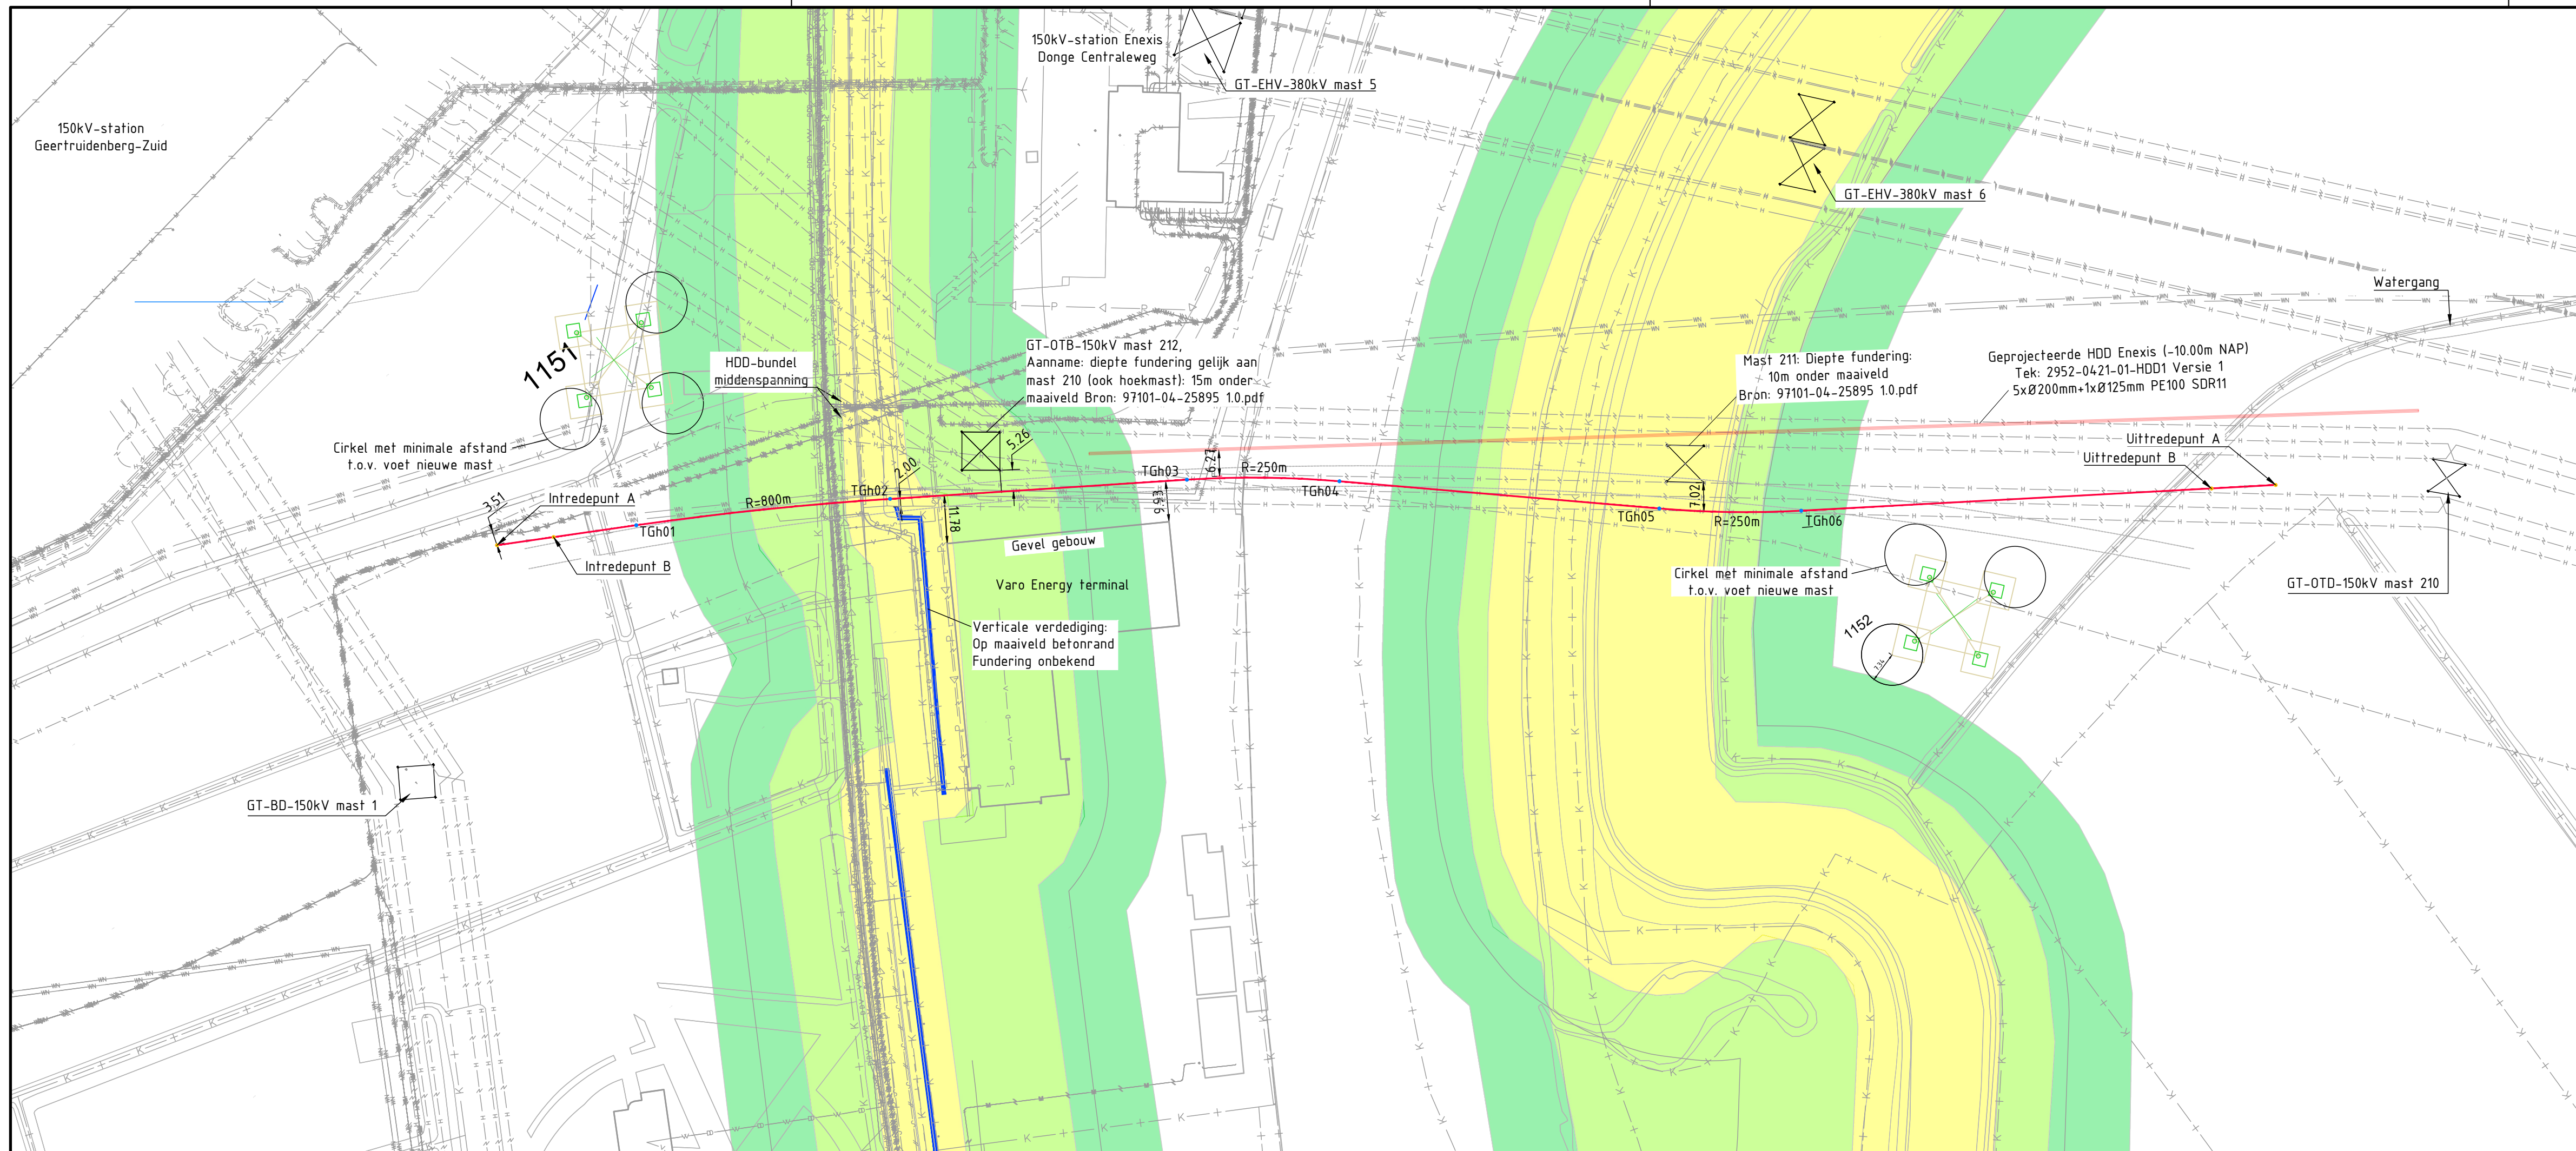 150kV-station Enexis
Donge Centraleweg
GT-EHV-380kV mast 5
150kV-station
Geertruidenberg-Zuid
GT-EHV-380kV mast 6
Watergang
1151
HDD-bundel
middenspanning
GT-OTB-150kV mast 212,
Aanname: diepte fundering gelijk aan
mast 210 (ook hoekmast): 15m onder
maaiveld Bron: 97101-04-25895 1.0.pdf
Mast 211: Diepte fundering:
10m onder maaiveld
Bron: 97101-04-25895 1.0.pdf
Geprojecteerde HDD Enexis (-10.00m NAP)
Tek: 2952-0421-01-HDD1 Versie 1
5xØ200mm+1xØ125mm PE100 SDR11
Cirkel met minimale afstand
t.o.v. voet nieuwe mast
5.26
2.00
6.27
Uittredepunt A
Uittredepunt B
3.51
Intredepunt A
R=800m
TGh02
TGh03
R=250m
TGh04
9.93
7.02
11.78
TGh01
TGh05
R=250m
TGh06
Intredepunt B
Gevel gebouw
Varo Energy terminal
Cirkel met minimale afstand
t.o.v. voet nieuwe mast
GT-OTD-150kV mast 210
1152
7.34
Verticale verdediging:
Op maaiveld betonrand
Fundering onbekend
GT-BD-150kV mast 1